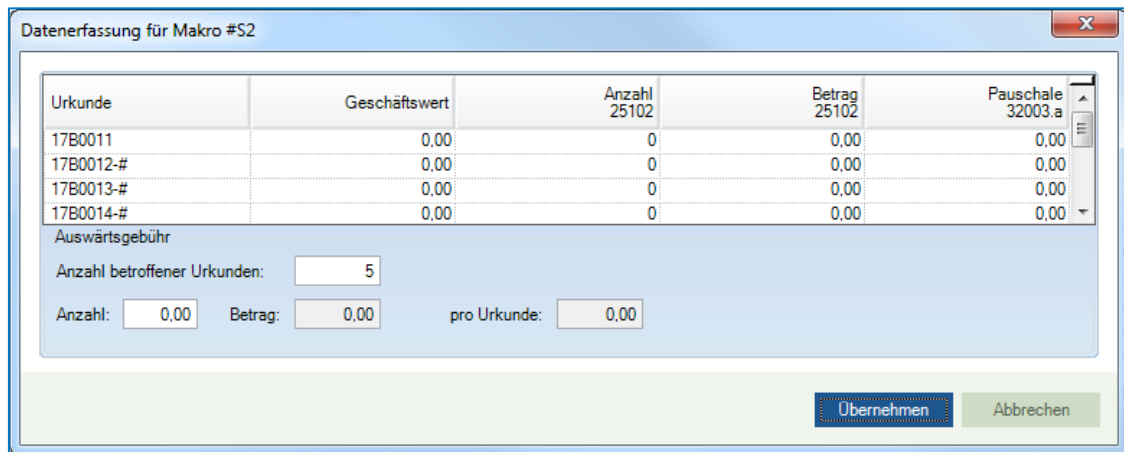 Datenerfassung für Makro #S2
Urkunde Geschäftswert Anzahl 25102 Betrag 25102 Pauschale 32003.a
17B0011 0,00 0 0,00 0,00
17B0012-# 0,00 0 0,00 0,00
17B0013-# 0,00 0 0,00 0,00
17B0014-# 0,00 0 0,00 0,00
Auswärtsgebühr
Anzahl betroffener Urkunden: 5
Anzahl: 0,00 Betrag: 0,00 pro Urkunde: 0,00
Übernehmen Abbrechen